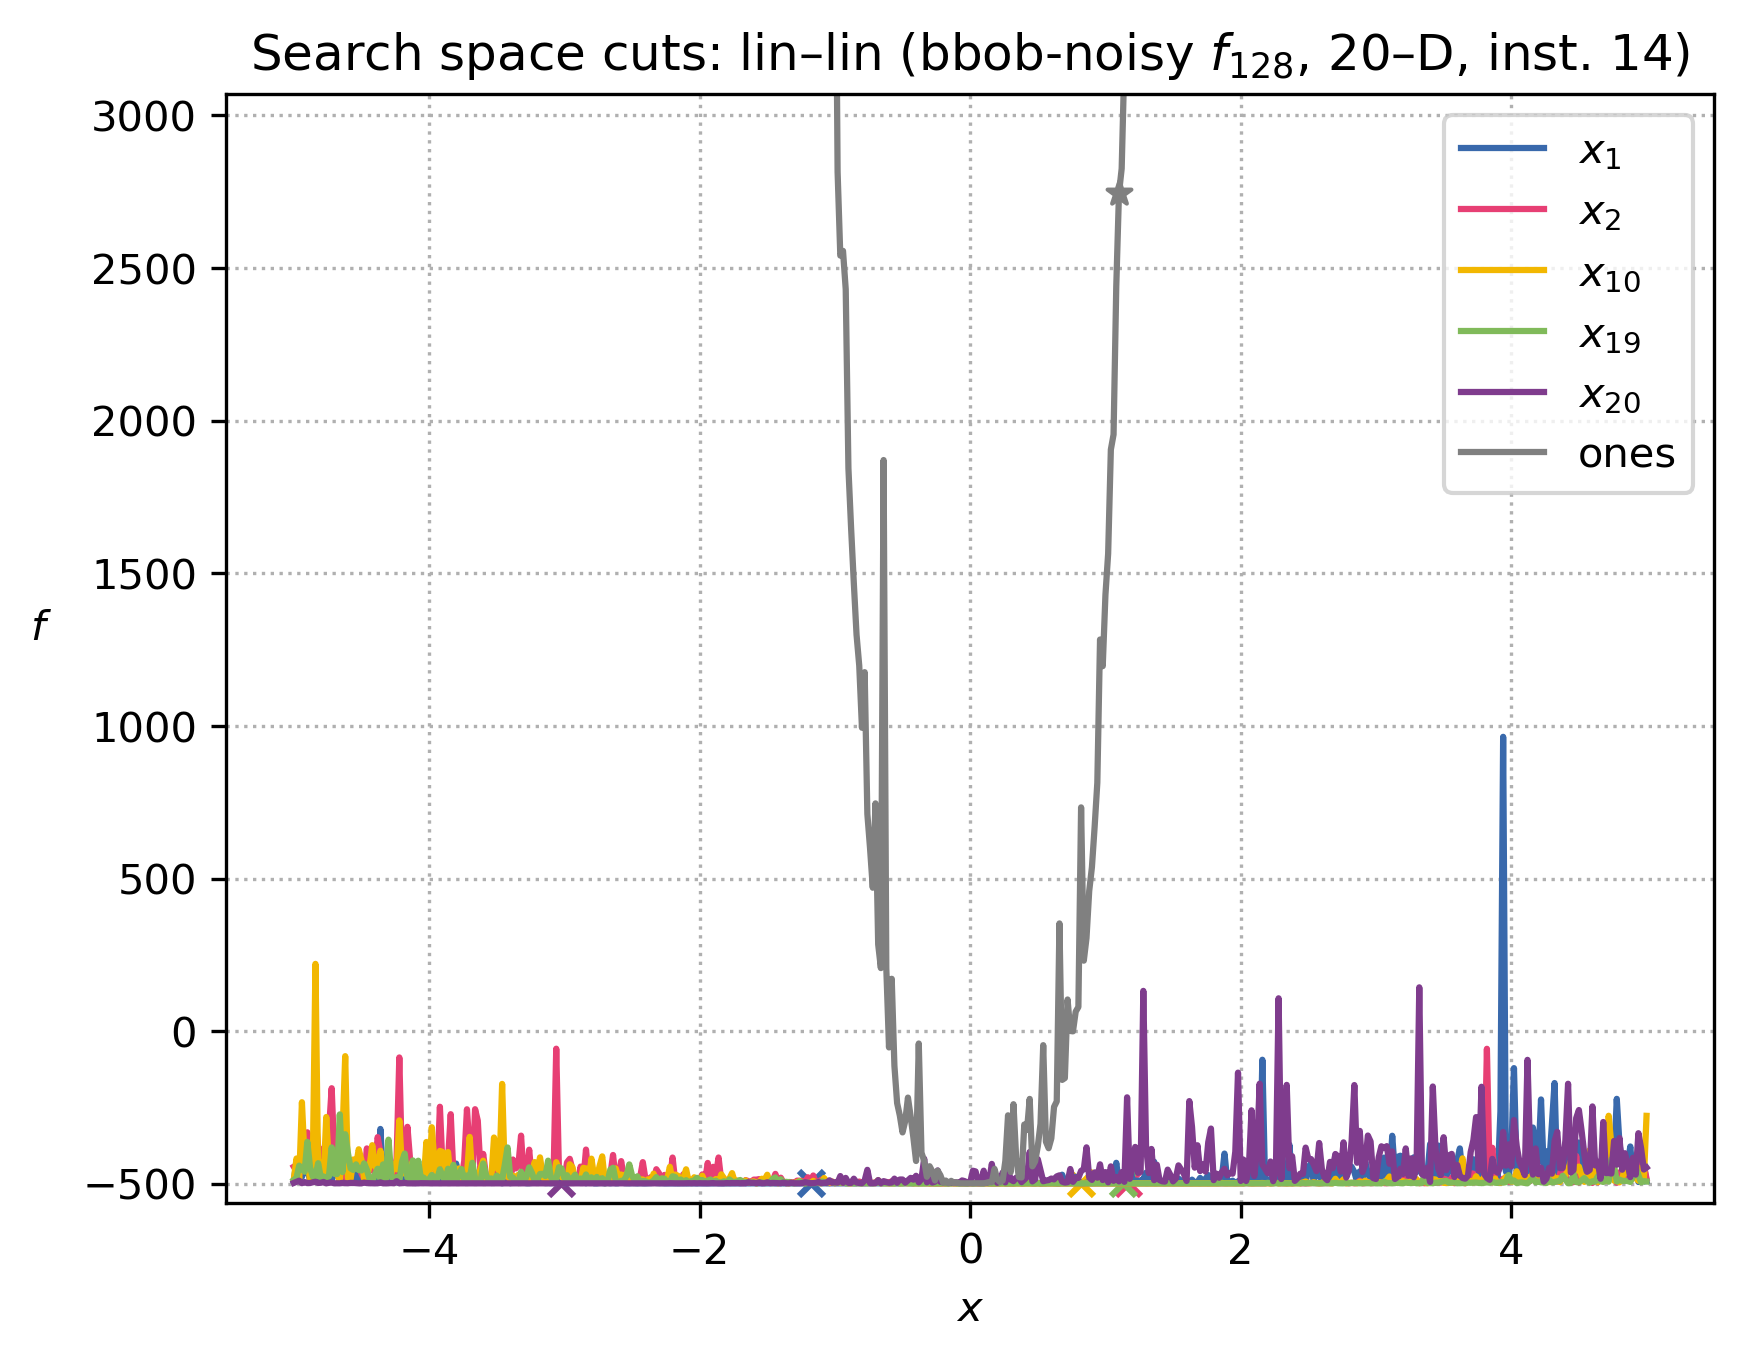 Search space cuts: lin–lin (bbob-noisy f128, 20–D, inst. 14)
3000
2500
2000
1500
1000
500
0
−500
f
x1
x2
x10
x19
x20
ones
−4
−2
0
2
4
x